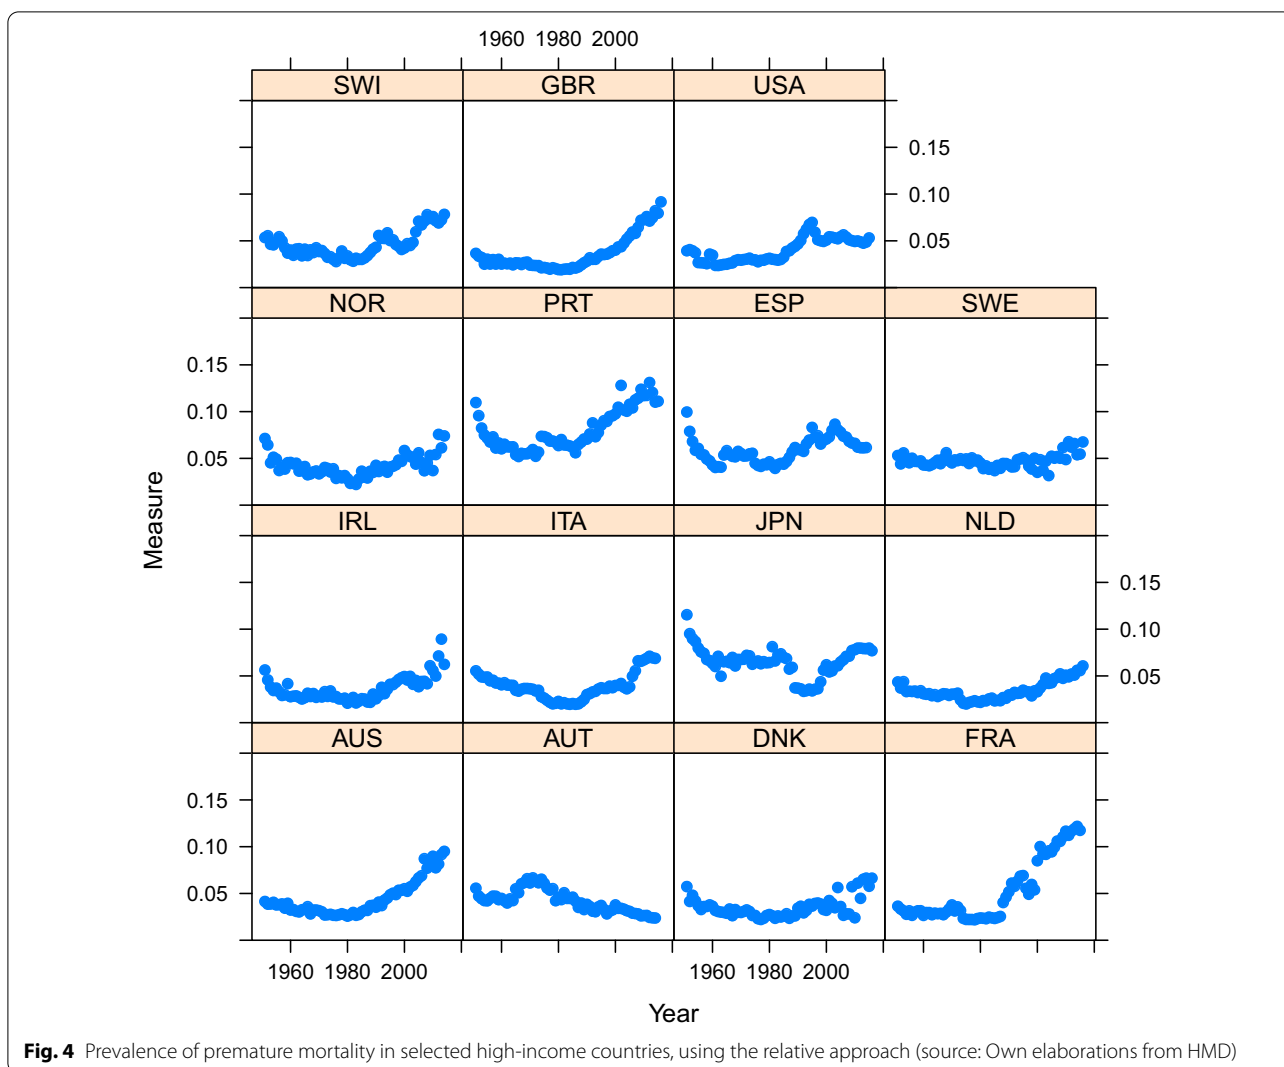 1960 1980 2000
SWI GBR USA
0.15
0.10
0.05
NOR PRT ESP SWE
0.15
0.10
0.05
Measure
IRL ITA JPN NLD
0.15
0.10
0.05
AUS AUT DNK FRA
0.15
0.10
0.05
1960 1980 2000 1960 1980 2000
Year
Fig. 4 Prevalence of premature mortality in selected high-income countries, using the relative approach (source: Own elaborations from HMD)